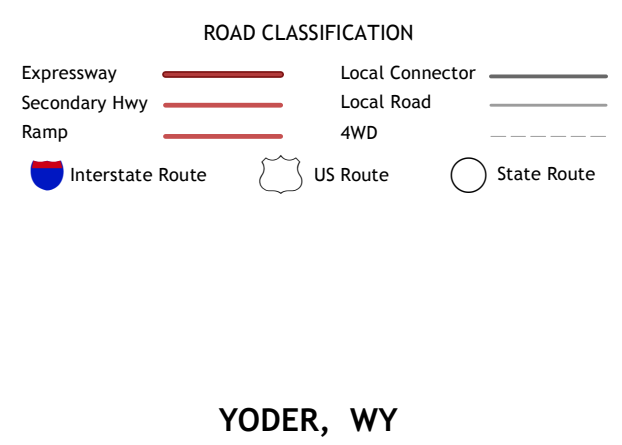 ROAD CLASSIFICATION
Expressway
Local Connector
Secondary Hwy
Local Road
Ramp
4WD
Interstate Route
US Route
State Route
YODER, WY